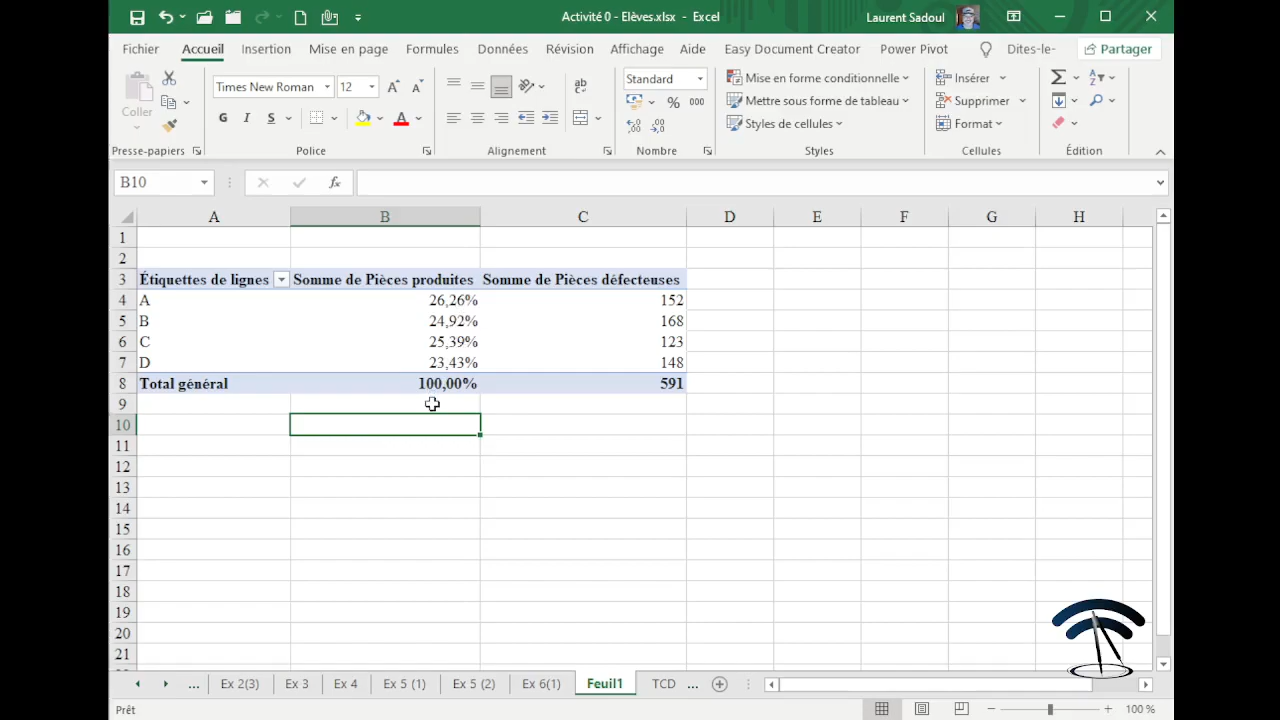 Activité 0 - Elèves.xlsx - Excel
Laurent Sadoul
Fichier Accueil Insertion Mise en page Formules Données Révision Affichage Aide Easy Document Creator Power Pivot Dites-le- Partager
Coller
Times New Roman 12
G I S
Standard
% 000
Mise en forme conditionnelle
Mettre sous forme de tableau
Styles de cellules
Insérer
Supprimer
Format
Presse-papiers Police Alignement Nombre Styles Cellules Édition
B10 fx
A B C D E F G H
1
2
3 Étiquettes de lignes Somme de Pièces produites Somme de Pièces défecteuses
4 A 26,26% 152
5 B 24,92% 168
6 C 25,39% 123
7 D 23,43% 148
8 Total général 100,00% 591
9
10
11
12
13
14
15
16
17
18
19
20
21
... Ex 2(3) Ex 3 Ex 4 Ex 5 (1) Ex 5 (2) Ex 6(1) Feuil1 TCD ...
Prêt 100 %